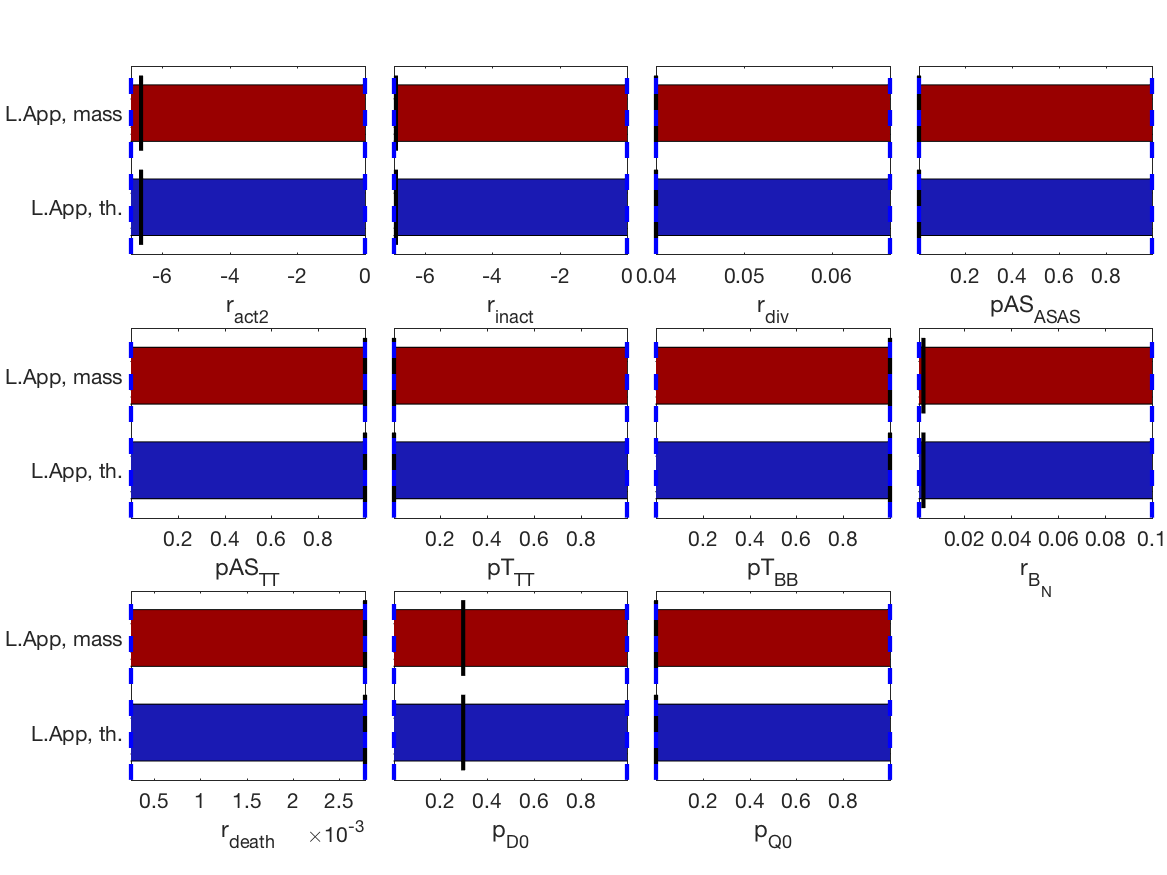 L.App, mass
L.App, th.
-6 -4 -2 0
r_act2
-6 -4 -2 0
r_inact
0.04 0.05 0.06
r_div
0.2 0.4 0.6 0.8
pAS_ASAS
L.App, mass
L.App, th.
0.2 0.4 0.6 0.8
pAS_TT
0.2 0.4 0.6 0.8
pT_TT
0.2 0.4 0.6 0.8
pT_BB
0.02 0.04 0.06 0.08 0.1
r_B_N
L.App, mass
L.App, th.
0.5 1 1.5 2 2.5
r_death ×10^-3
0.2 0.4 0.6 0.8
p_D0
0.2 0.4 0.6 0.8
p_Q0